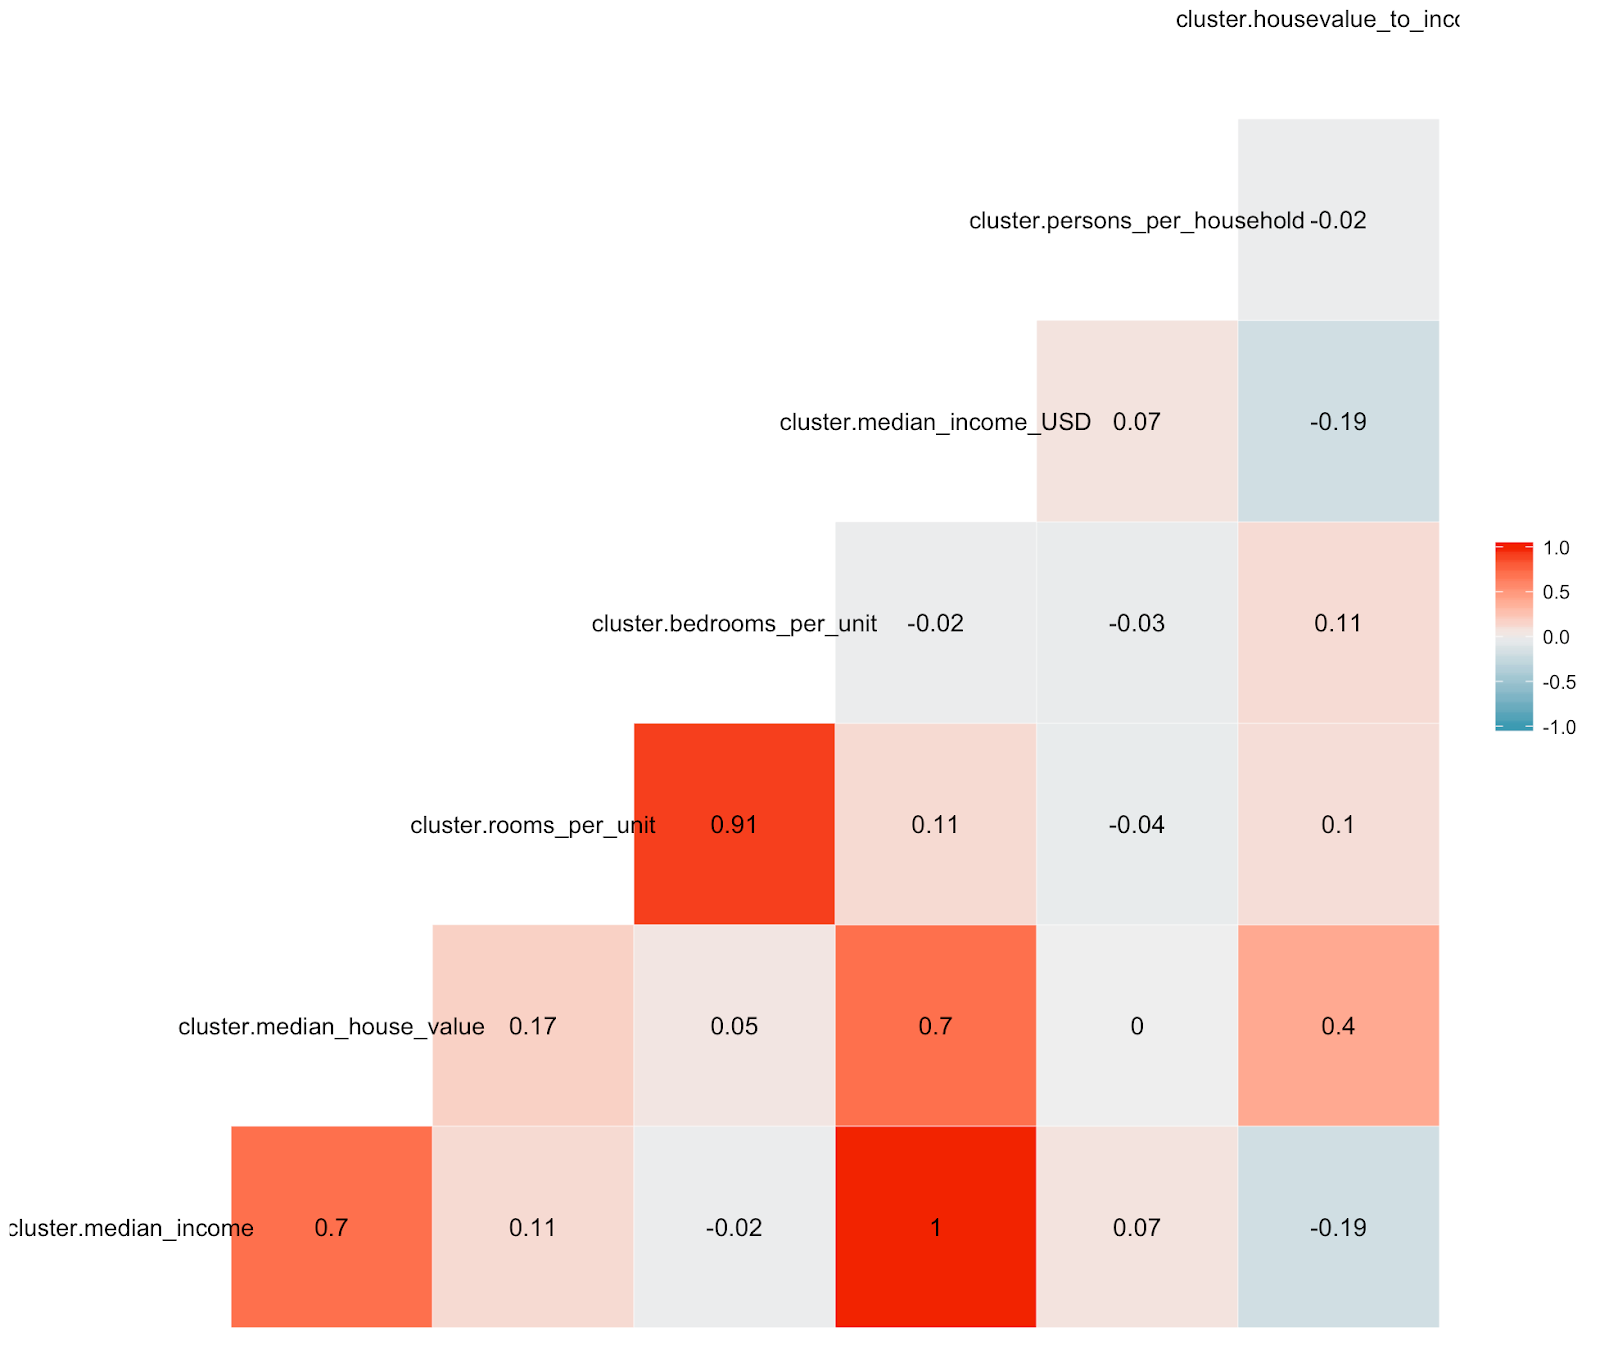 cluster.housevalue_to_inc
cluster.persons_per_household -0.02
cluster.median_income_USD 0.07 -0.19
cluster.bedrooms_per_unit -0.02 -0.03 0.11
1.0
0.5
0.0
-0.5
-1.0
cluster.rooms_per_unit 0.91 0.11 -0.04 0.1
cluster.median_house_value 0.17 0.05 0.7 0 0.4
cluster.median_income 0.7 0.11 -0.02 1 0.07 -0.19